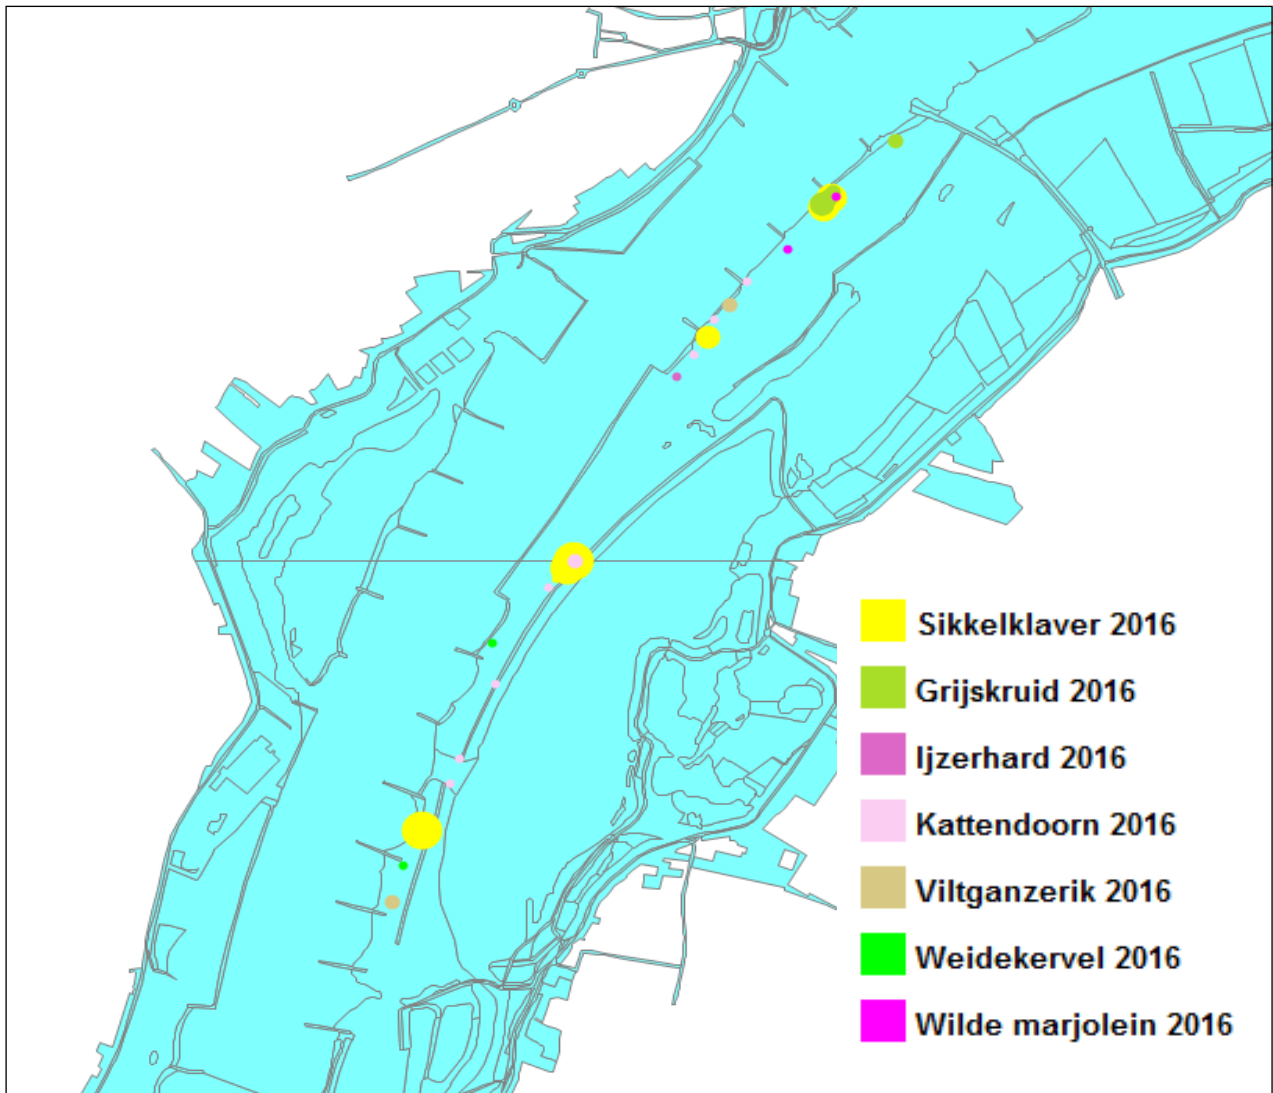 Sikkelklaver 2016
Grijskruid 2016
Ijzerhard 2016
Kattendoorn 2016
Viltganzerik 2016
Weidekervel 2016
Wilde marjolein 2016